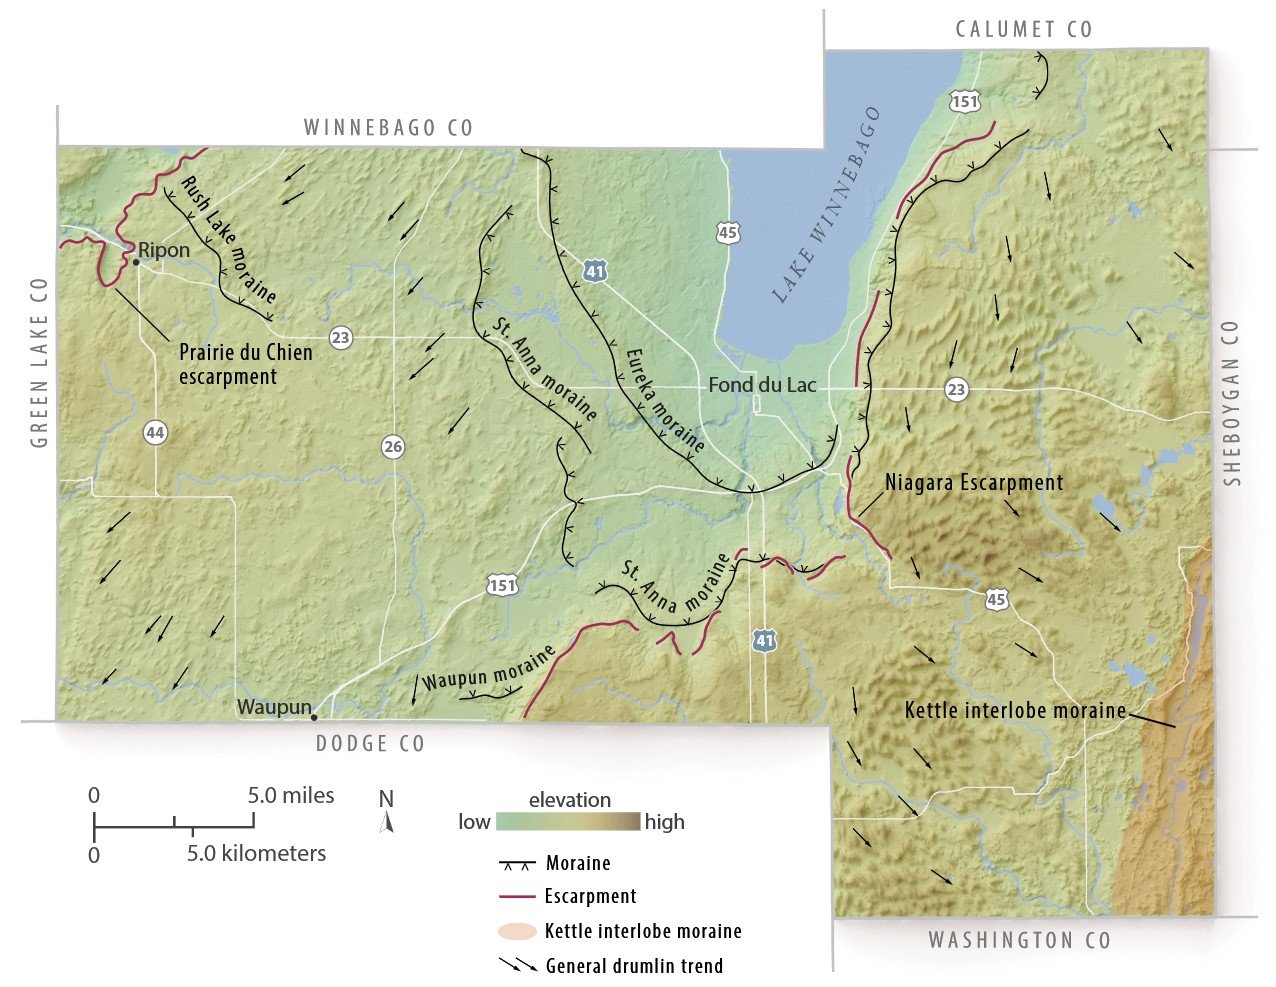 CALUMET CO
WINNEBAGO CO
151
LAKE WINNEBAGO
45
Rush Lake moraine
Ripon
41
GREEN LAKE CO
SHEBOYGAN CO
23
St. Anna moraine
Prairie du Chien
escarpment
Eureka moraine
Fond du Lac
23
44
26
Niagara Escarpment
151
St. Anna moraine
45
41
Waupun moraine
Waupun
Kettle interlobe moraine
DODGE CO
0
5.0 miles
N
elevation
low
high
0
5.0 kilometers
Moraine
Escarpment
Kettle interlobe moraine
General drumlin trend
WASHINGTON CO